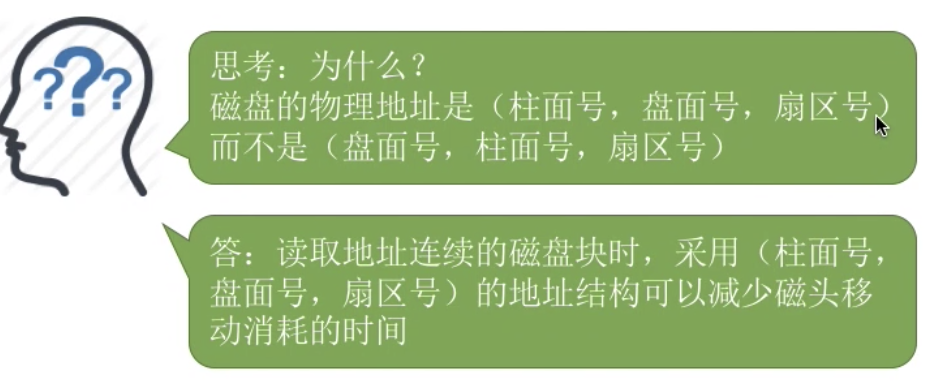 ???
思考：为什么？
磁盘的物理地址是（柱面号，盘面号，扇区号）
而不是（盘面号，柱面号，扇区号）
答：读取地址连续的磁盘块时，采用（柱面号，
盘面号，扇区号）的地址结构可以减少磁头移
动消耗的时间